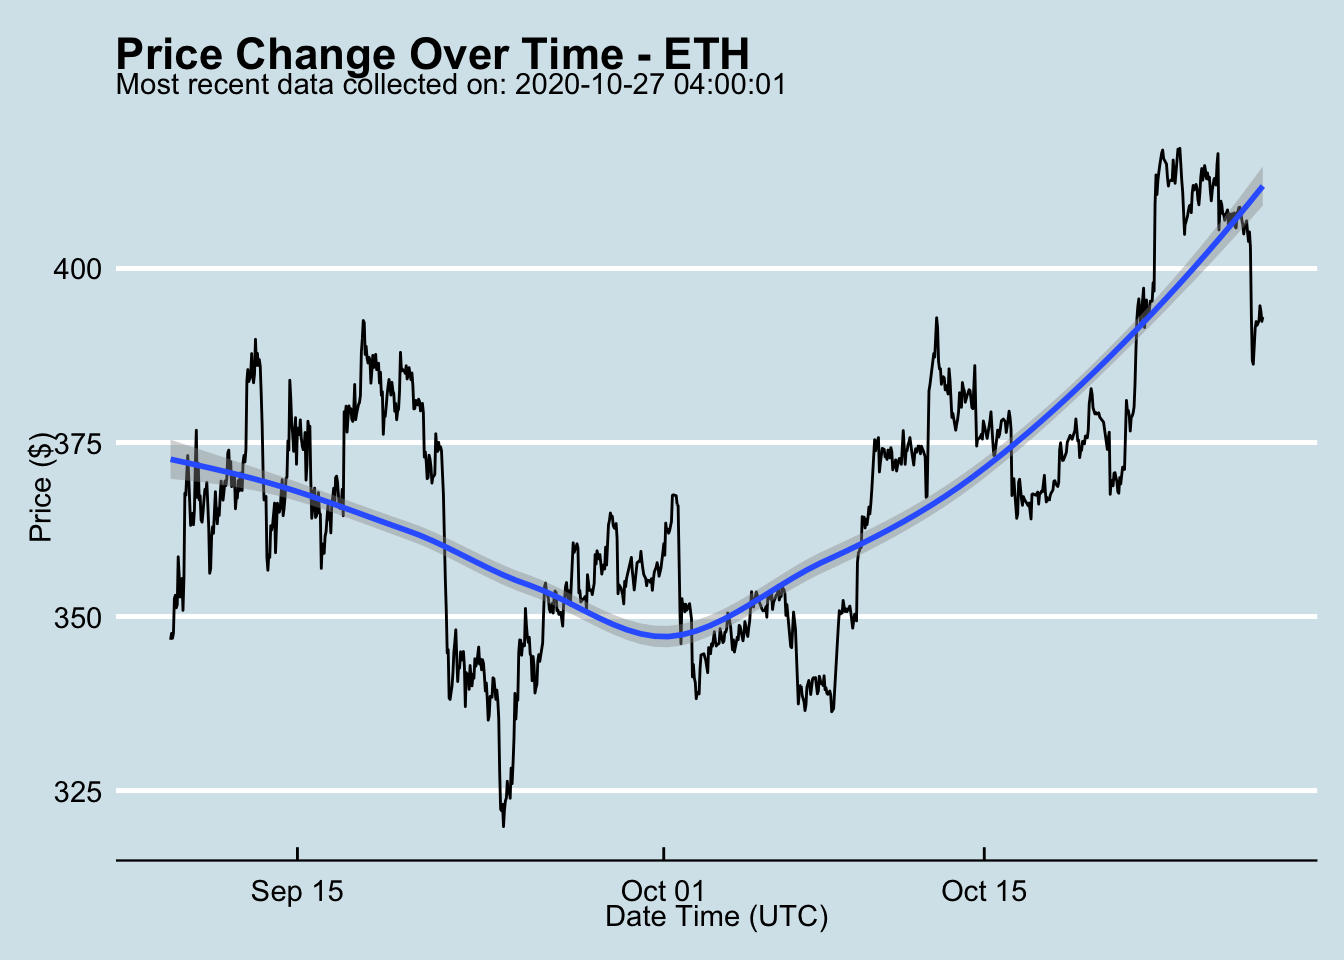 Price Change Over Time - ETH
Most recent data collected on: 2020-10-27 04:00:01
Price ($)
400
375
350
325
Sep 15
Oct 01
Oct 15
Date Time (UTC)